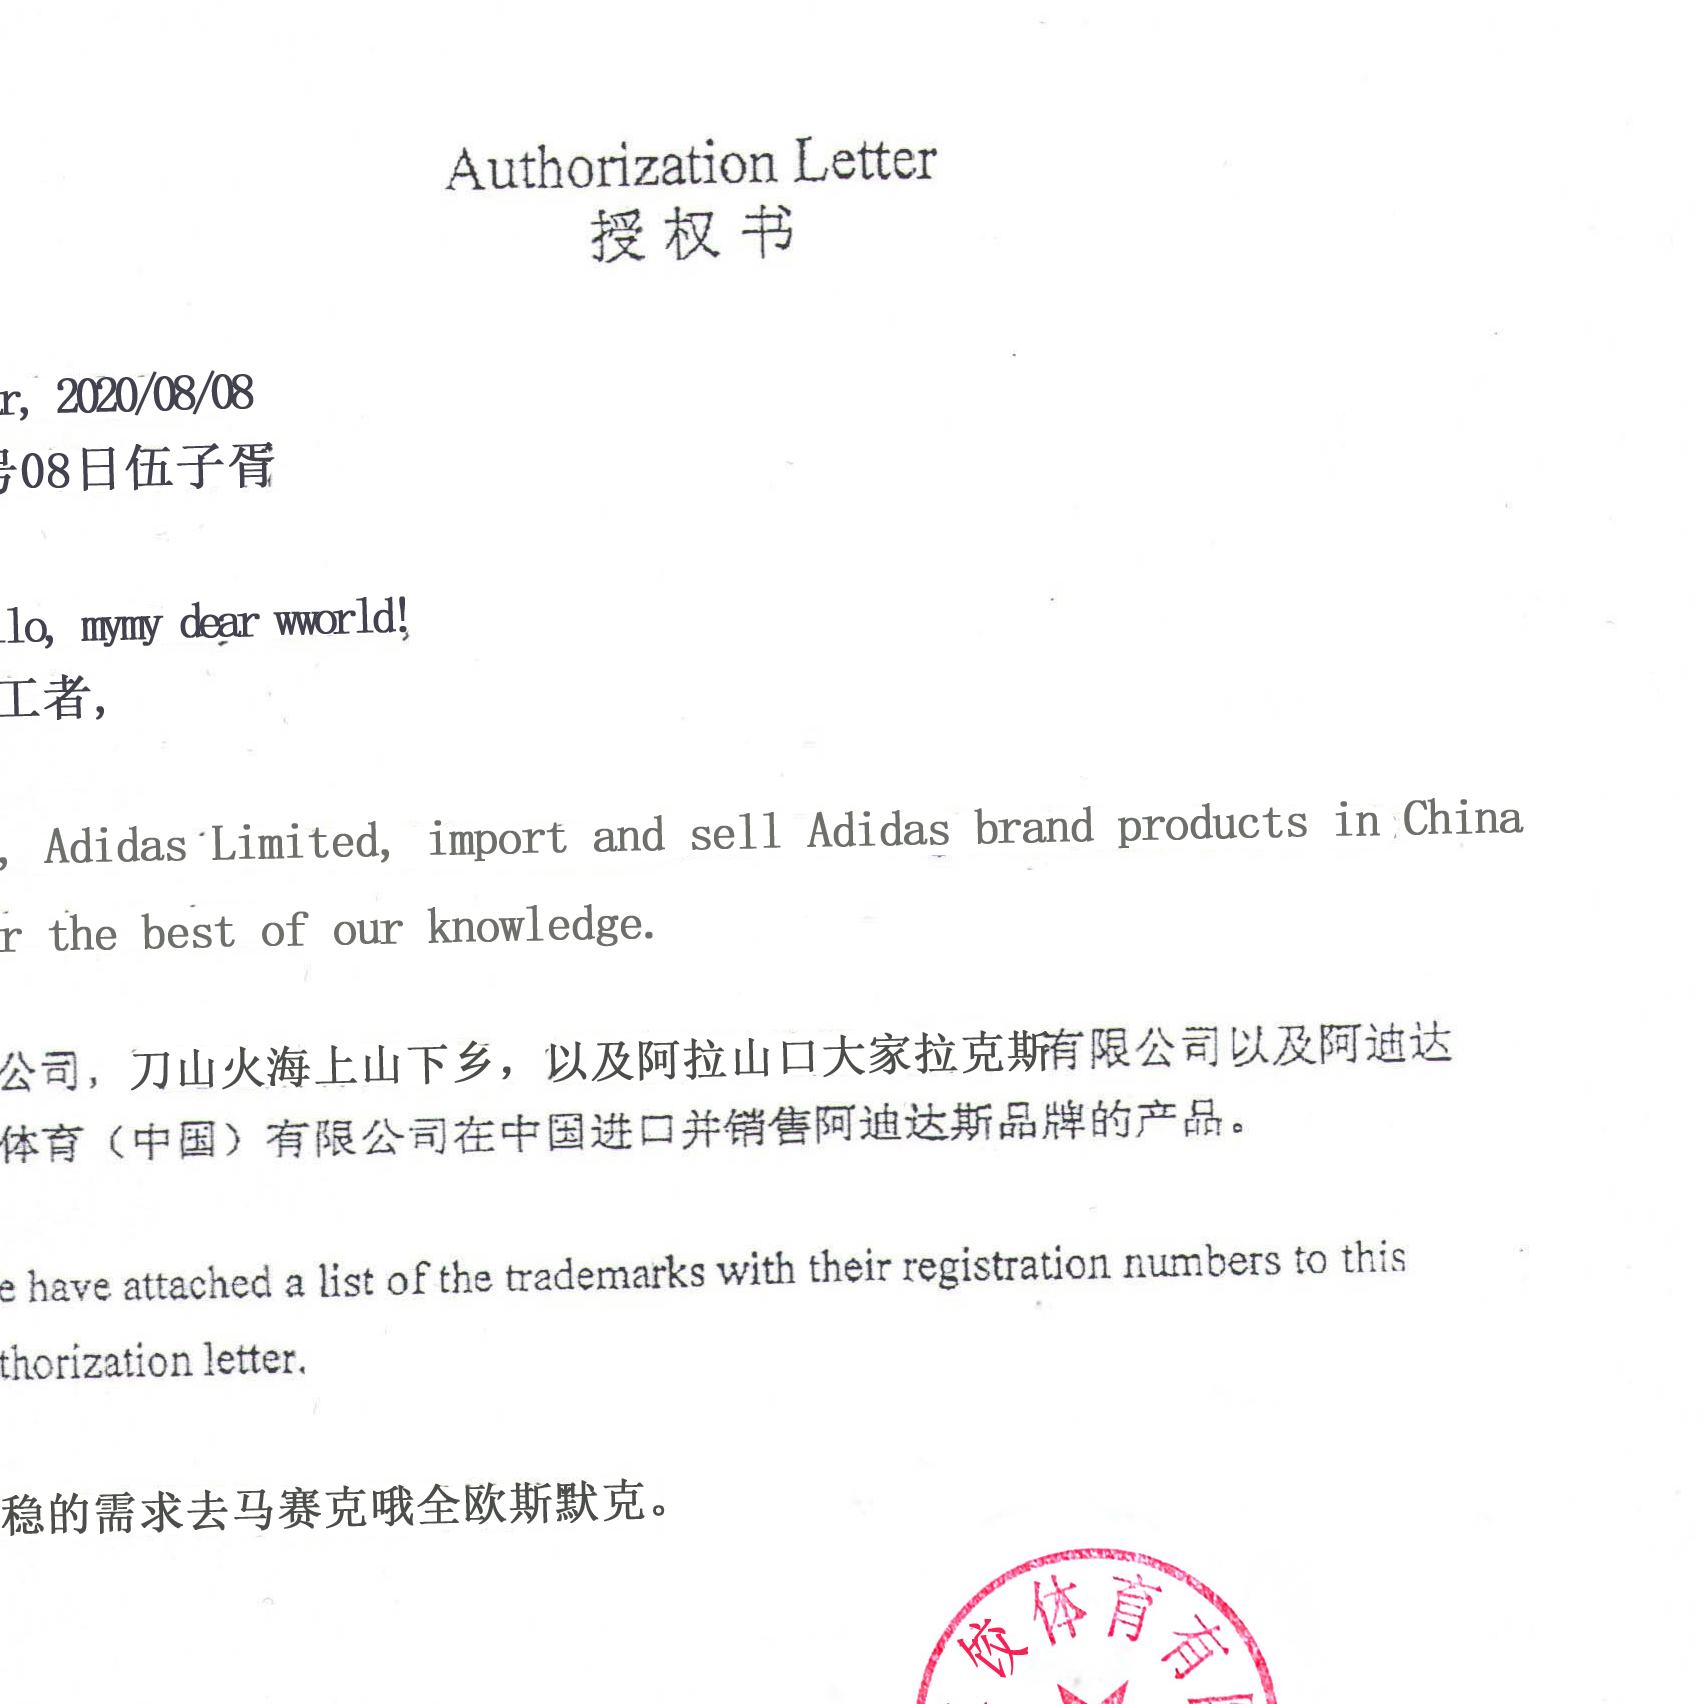 Authorization Letter
授权书
r, 2020/08/08
号08日伍子胥
llo, mymy dear wworld!
工者，
, Adidas Limited, import and sell Adidas brand products in China
r the best of our knowledge.
公司，刀山火海上山下乡，以及阿拉山口大家拉克斯有限公司以及阿迪达
体育（中国）有限公司在中国进口并销售阿迪达斯品牌的产品。
e have attached a list of the trademarks with their registration numbers to this
thorization letter.
稳的需求去马赛克哦全欧斯默克。
体育有